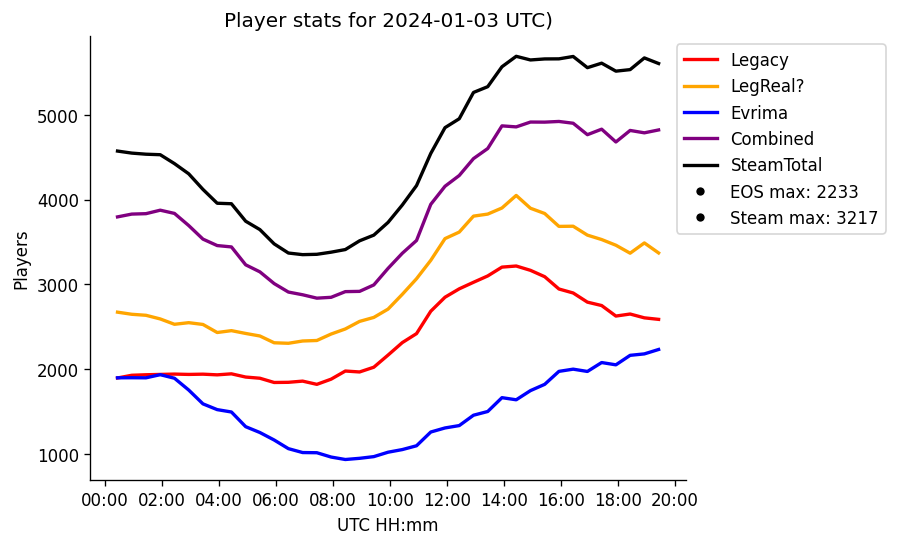 Player stats for 2024-01-03 UTC)
Legacy
LegReal?
Evrima
Combined
SteamTotal
EOS max: 2233
Steam max: 3217
Players
5000
4000
3000
2000
1000
00:00 02:00 04:00 06:00 08:00 10:00 12:00 14:00 16:00 18:00 20:00
UTC HH:mm